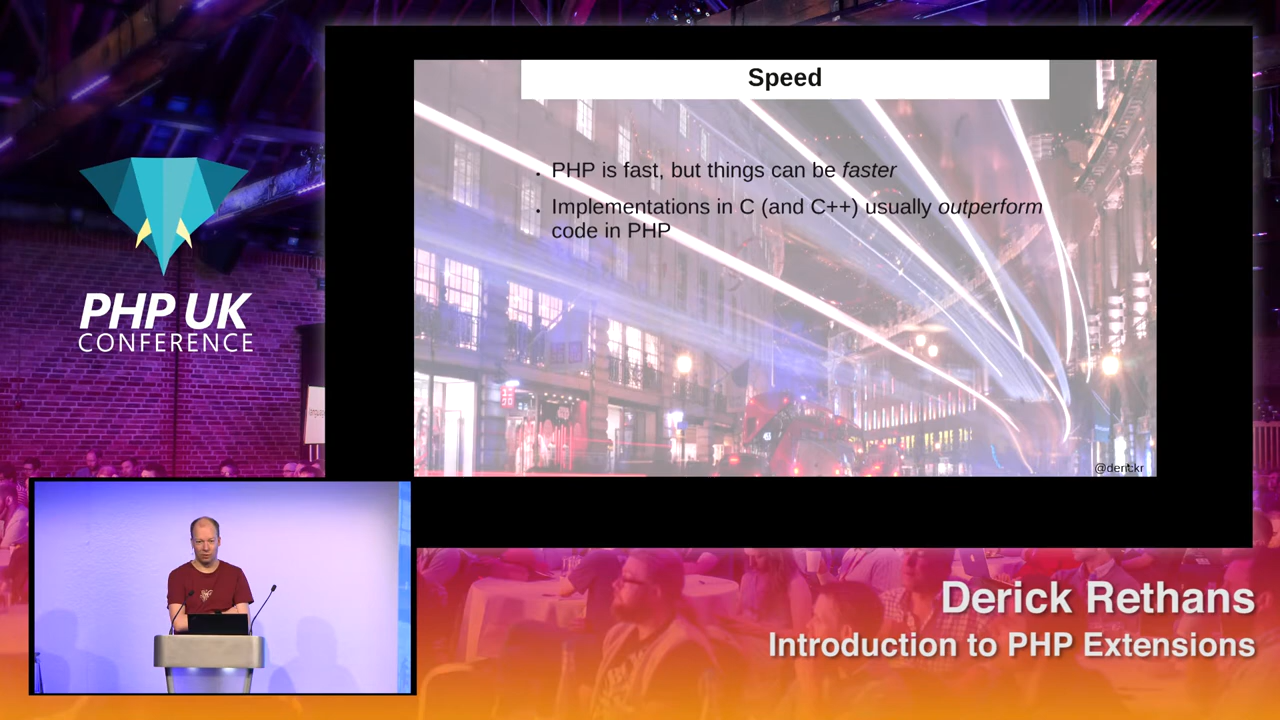 PHP UK
CONFERENCE
Speed
• PHP is fast, but things can be faster
• Implementations in C (and C++) usually outperform
code in PHP
@derickr
Derick Rethans
Introduction to PHP Extensions